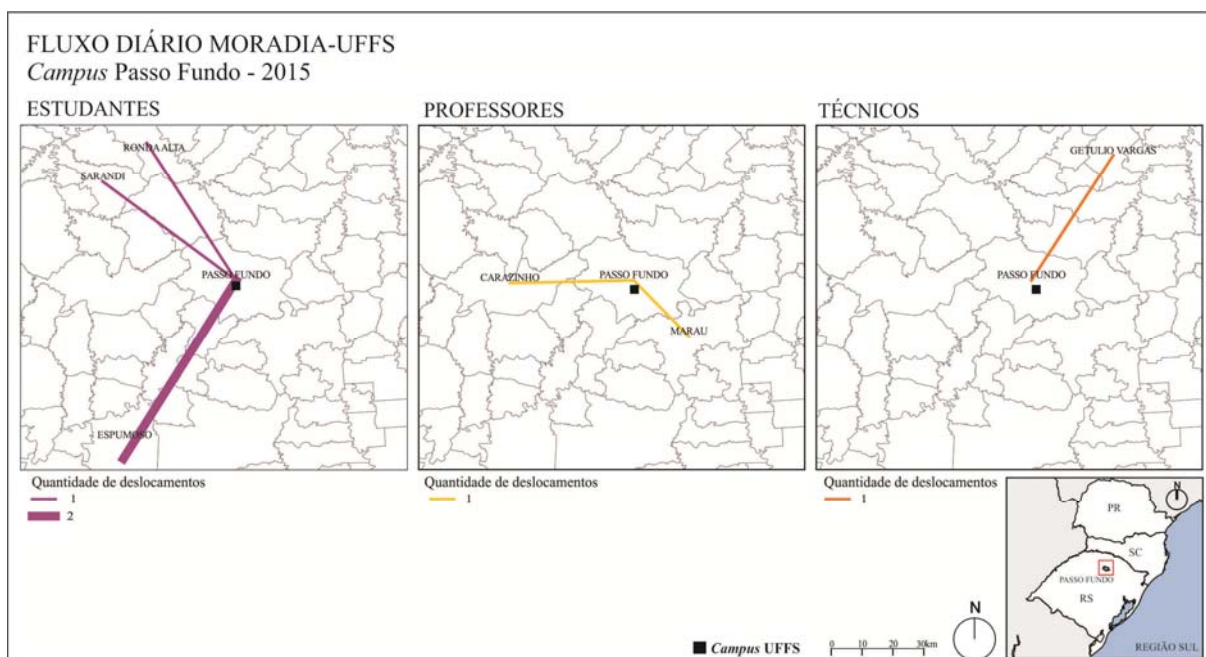 FLUXO DIÁRIO MORADIA-UFFS
Campus Passo Fundo - 2015
ESTUDANTES
RONDA ALTA
SARANDI
PASSO FUNDO
ESPUMOSO
Quantidade de deslocamentos
1
2
PROFESSORES
CARAZINHO
PASSO FUNDO
MARAU
Quantidade de deslocamentos
1
TÉCNICOS
GETULIO VARGAS
PASSO FUNDO
Quantidade de deslocamentos
1
N
PR
SC
PASSO FUNDO
RS
REGIÃO SUL
Campus UFFS
0 10 20 30km
N